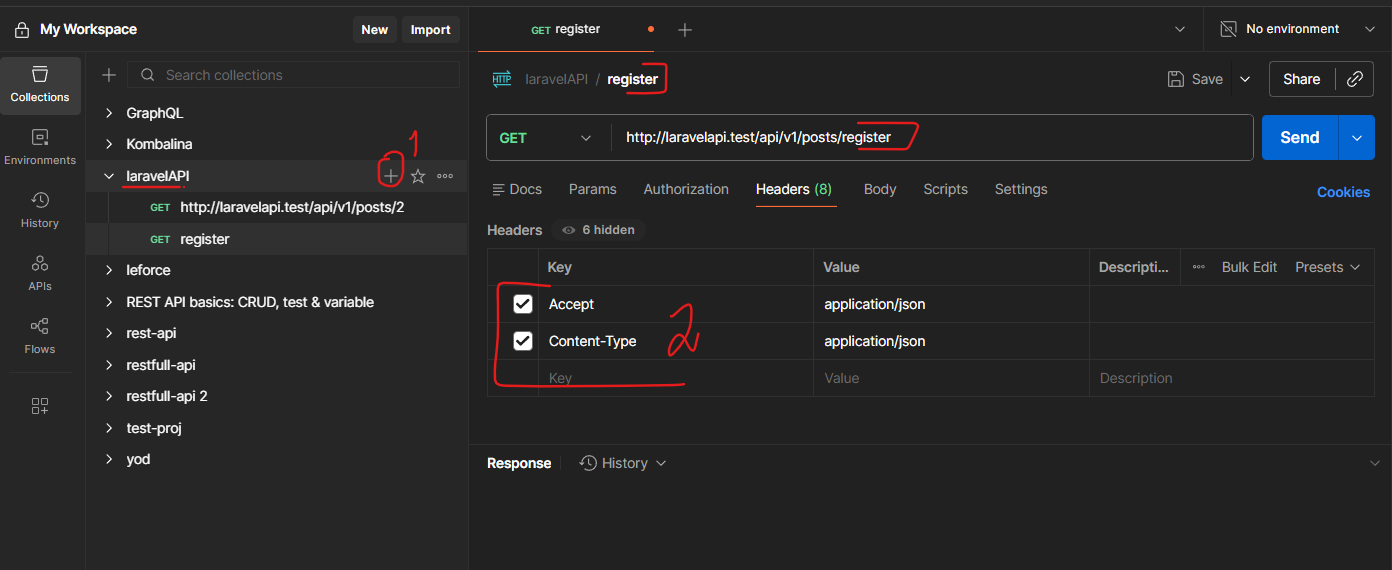 My Workspace
New
Import
GET register
No environment
Collections
Environments
History
APIs
Flows
Search collections
GraphQL
Kombalina
1
laravelAPI
GET http://laravelapi.test/api/v1/posts/2
GET register
leforce
REST API basics: CRUD, test & variable
rest-api
restfull-api
restfull-api 2
test-proj
yod
HTTP laravelAPI / register
Save
Share
GET http://laravelapi.test/api/v1/posts/register
Send
Docs Params Authorization Headers (8) Body Scripts Settings
Cookies
Headers 6 hidden
Key Value Descripti... Bulk Edit Presets
Accept application/json
Content-Type application/json
2
Key Value Description
Response History